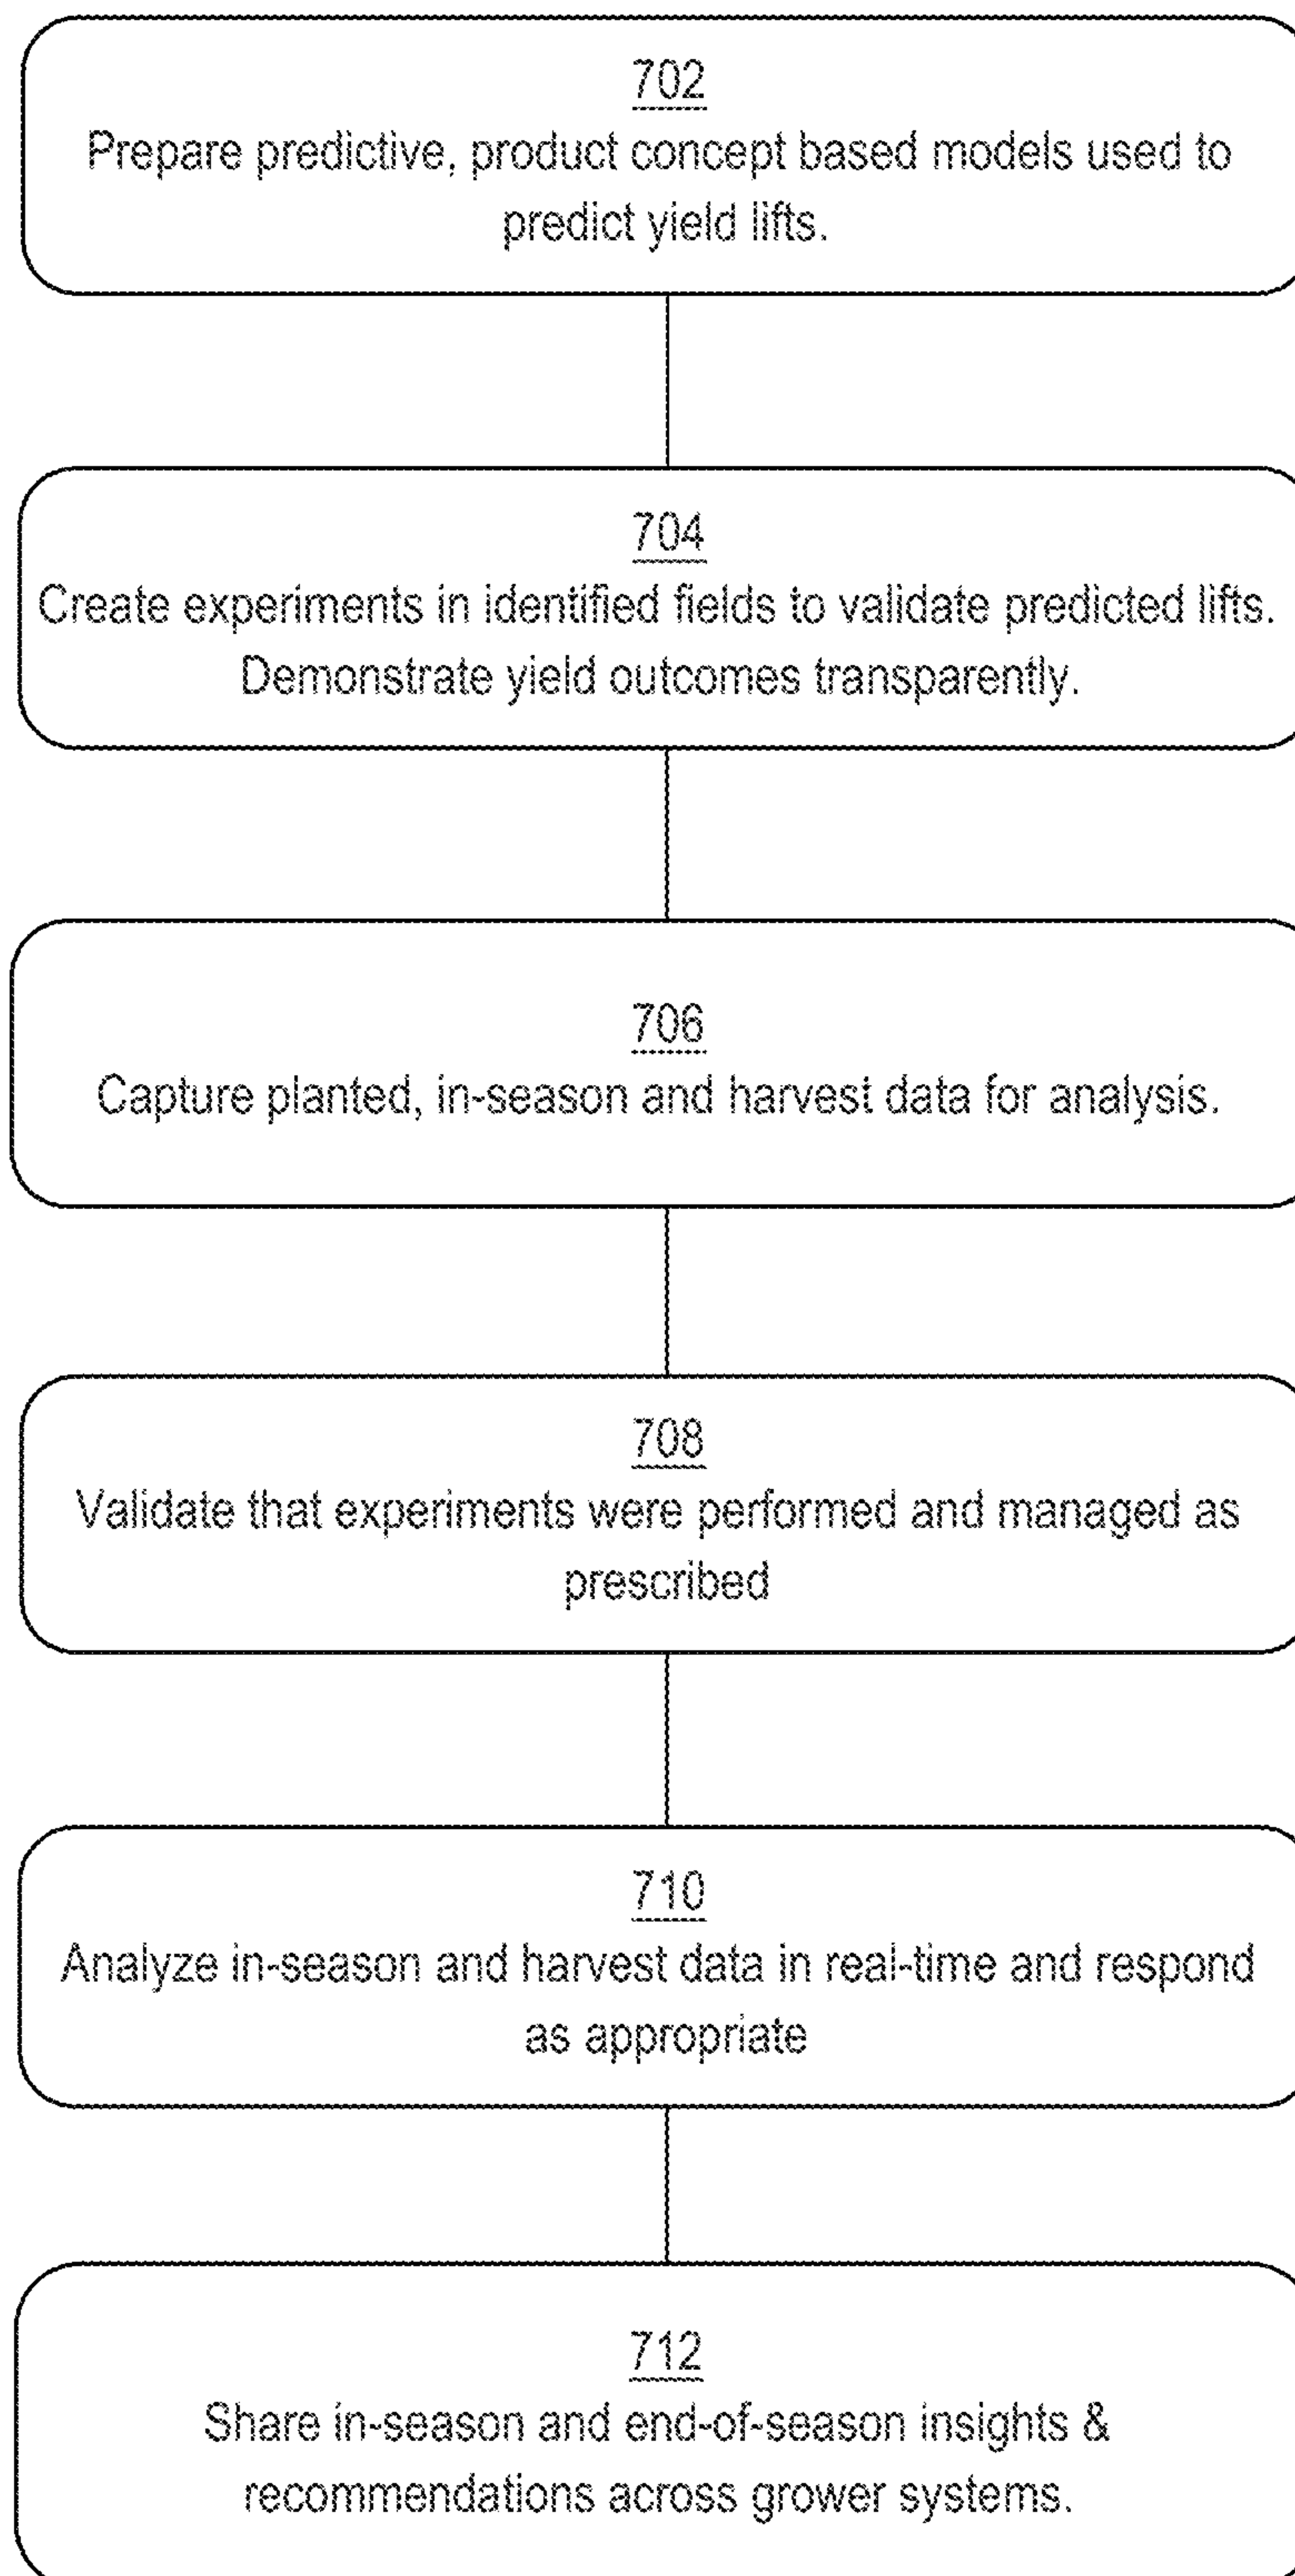 702
Prepare predictive, product concept based models used to
predict yield lifts.
704
Create experiments in identified fields to validate predicted lifts.
Demonstrate yield outcomes transparently.
706
Capture planted, in-season and harvest data for analysis.
708
Validate that experiments were performed and managed as
prescribed
710
Analyze in-season and harvest data in real-time and respond
as appropriate
712
Share in-season and end-of-season insights &
recommendations across grower systems.